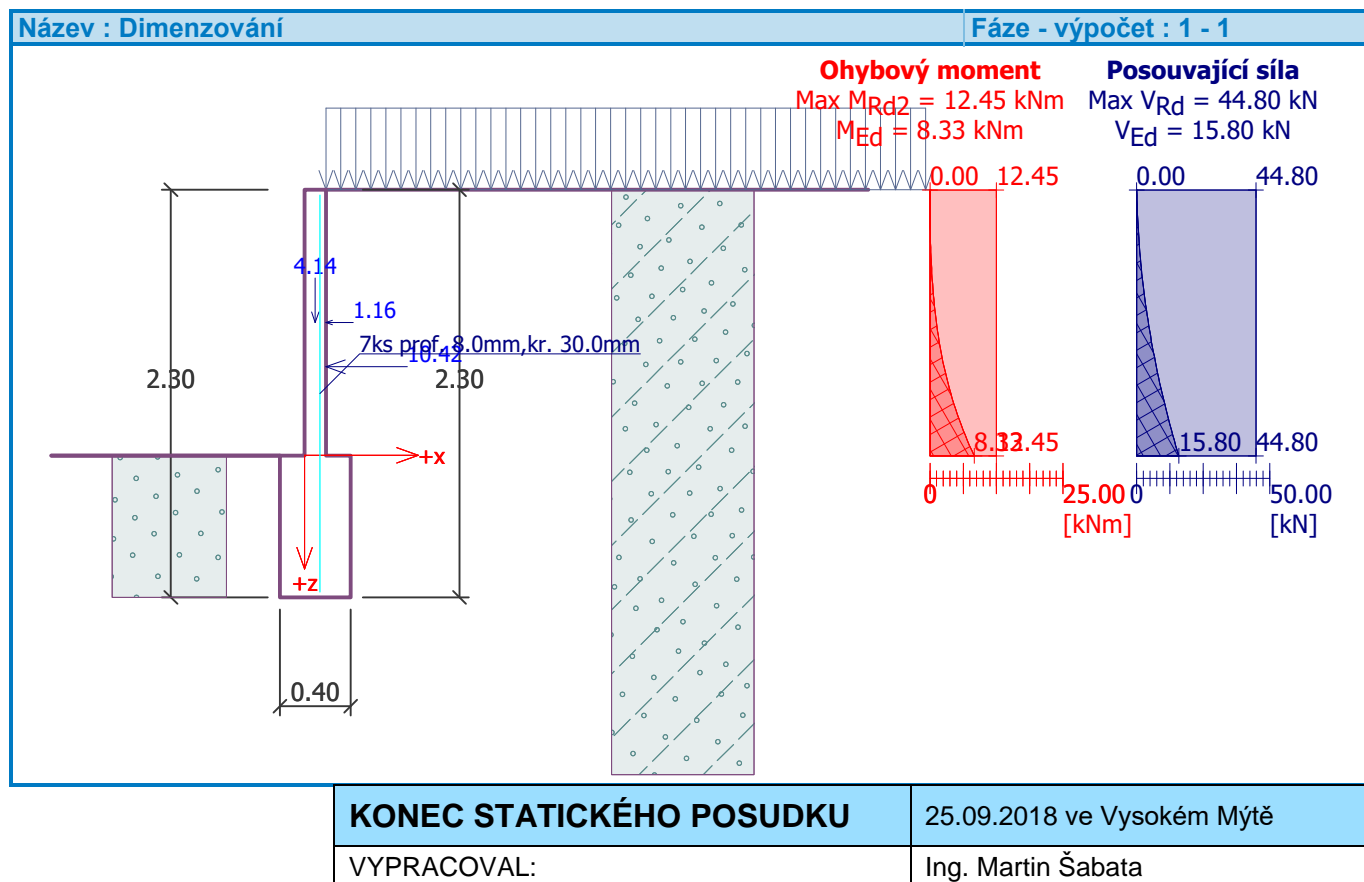 Název : Dimenzování
Fáze - výpočet : 1 - 1
Ohybový moment
Max MRd2 = 12.45 kNm
MEd = 8.33 kNm
Posouvající síla
Max VRd = 44.80 kN
VEd = 15.80 kN
0.00 12.45
0.00 44.80
4.14
1.16
7ks prof. 8.0mm,kr. 30.0mm
10.42
2.30
2.30
8.33 12.45
15.80 44.80
+x
0 25.00
[kNm]
0 50.00
[kN]
+z
0.40
KONEC STATICKÉHO POSUDKU
25.09.2018 ve Vysokém Mýtě
VYPRACOVAL:
Ing. Martin Šabata